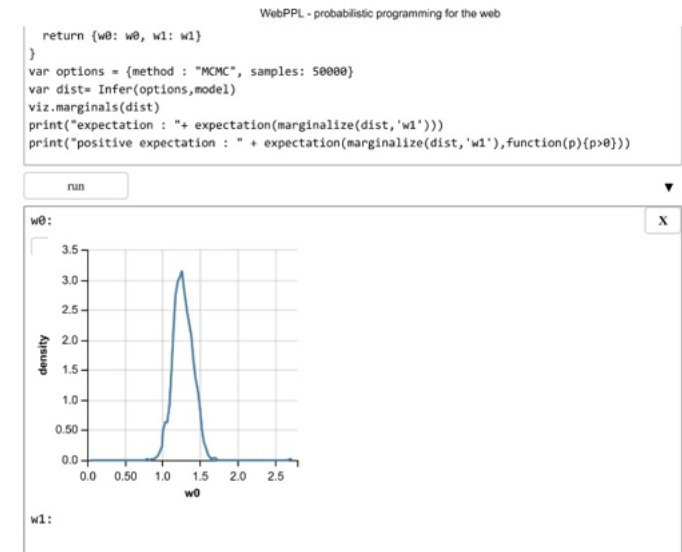 WebPPL - probabilistic programming for the web
return {w0: w0, w1: w1}
}
var options = {method : "MCMC", samples: 50000}
var dist= Infer(options,model)
viz.marginals(dist)
print("expectation : "+ expectation(marginalize(dist,'w1')))
print("positive expectation : " + expectation(marginalize(dist,'w1'),function(p){p>0}))
run
▼
w0:
X
3.5
3.0
2.5
2.0
1.5
1.0
0.50
0.0
density
0.0 0.50 1.0 1.5 2.0 2.5
w0
w1: